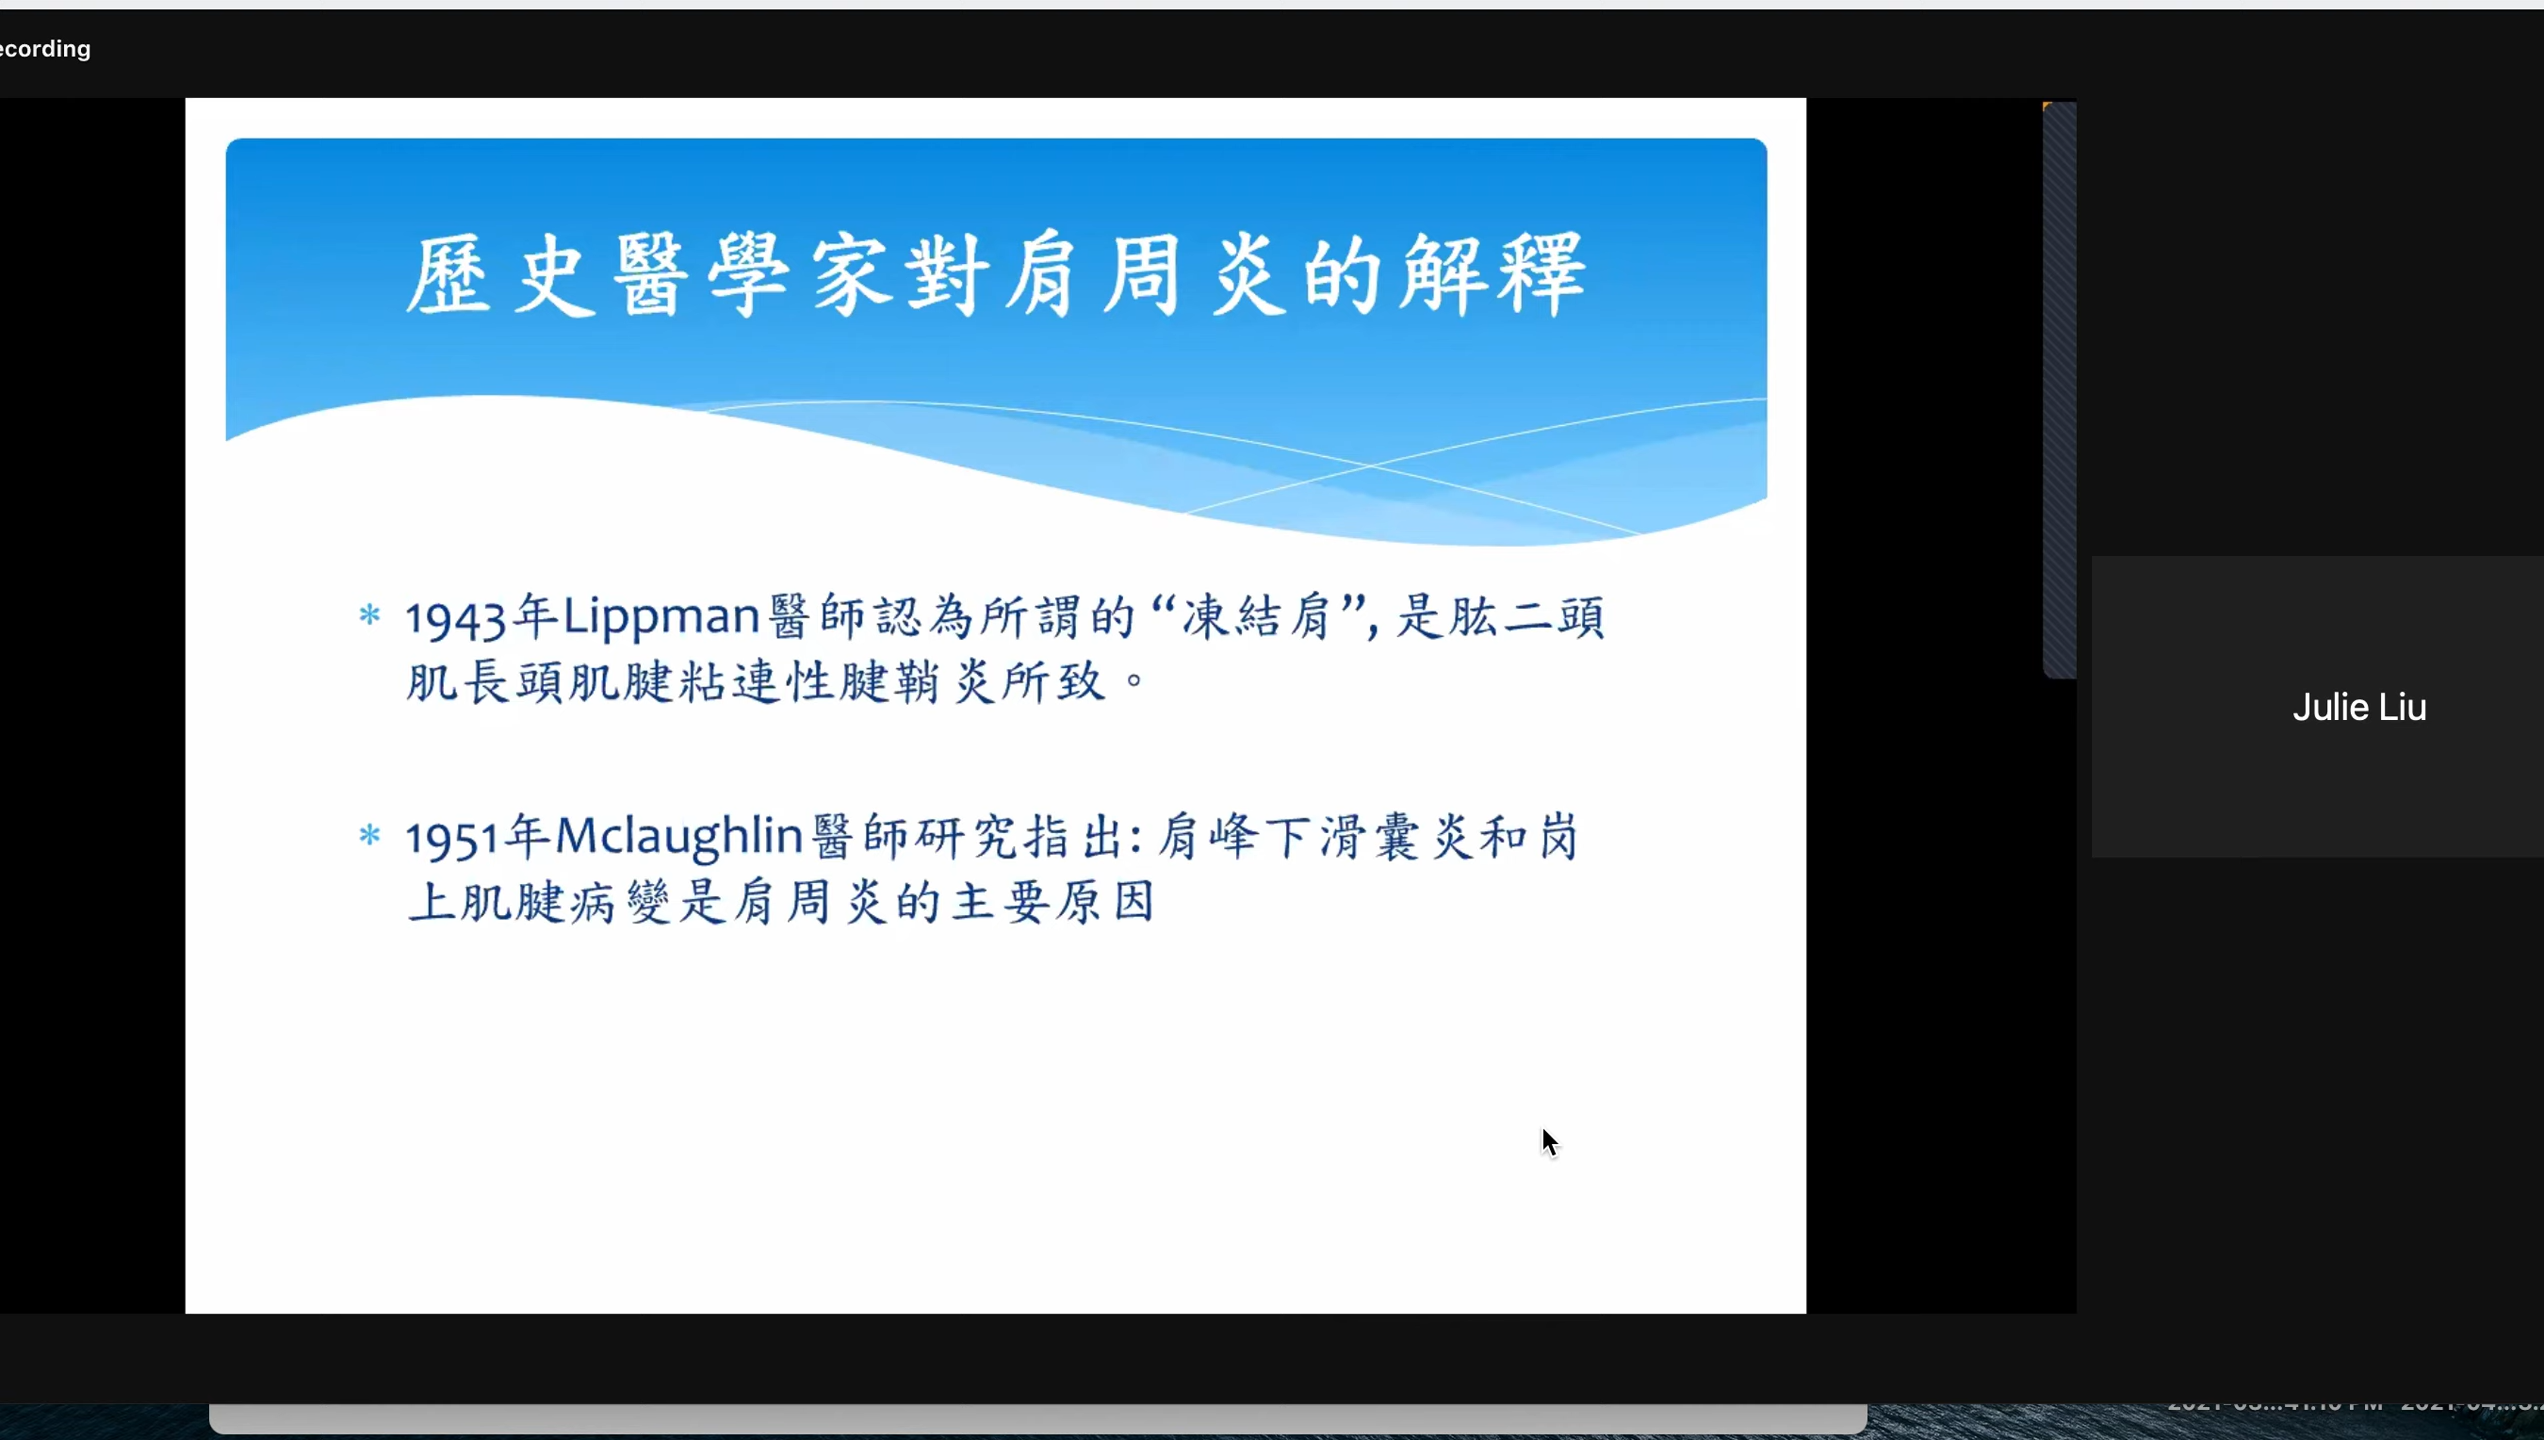 ecording
歷史醫學家對肩周炎的解釋
* 1943年Lippman醫師認為所謂的“凍結肩”, 是肱二頭
肌長頭肌腱粘連性腱鞘炎所致。
* 1951年Mclaughlin醫師研究指出: 肩峰下滑囊炎和岗
上肌腱病變是肩周炎的主要原因
Julie Liu